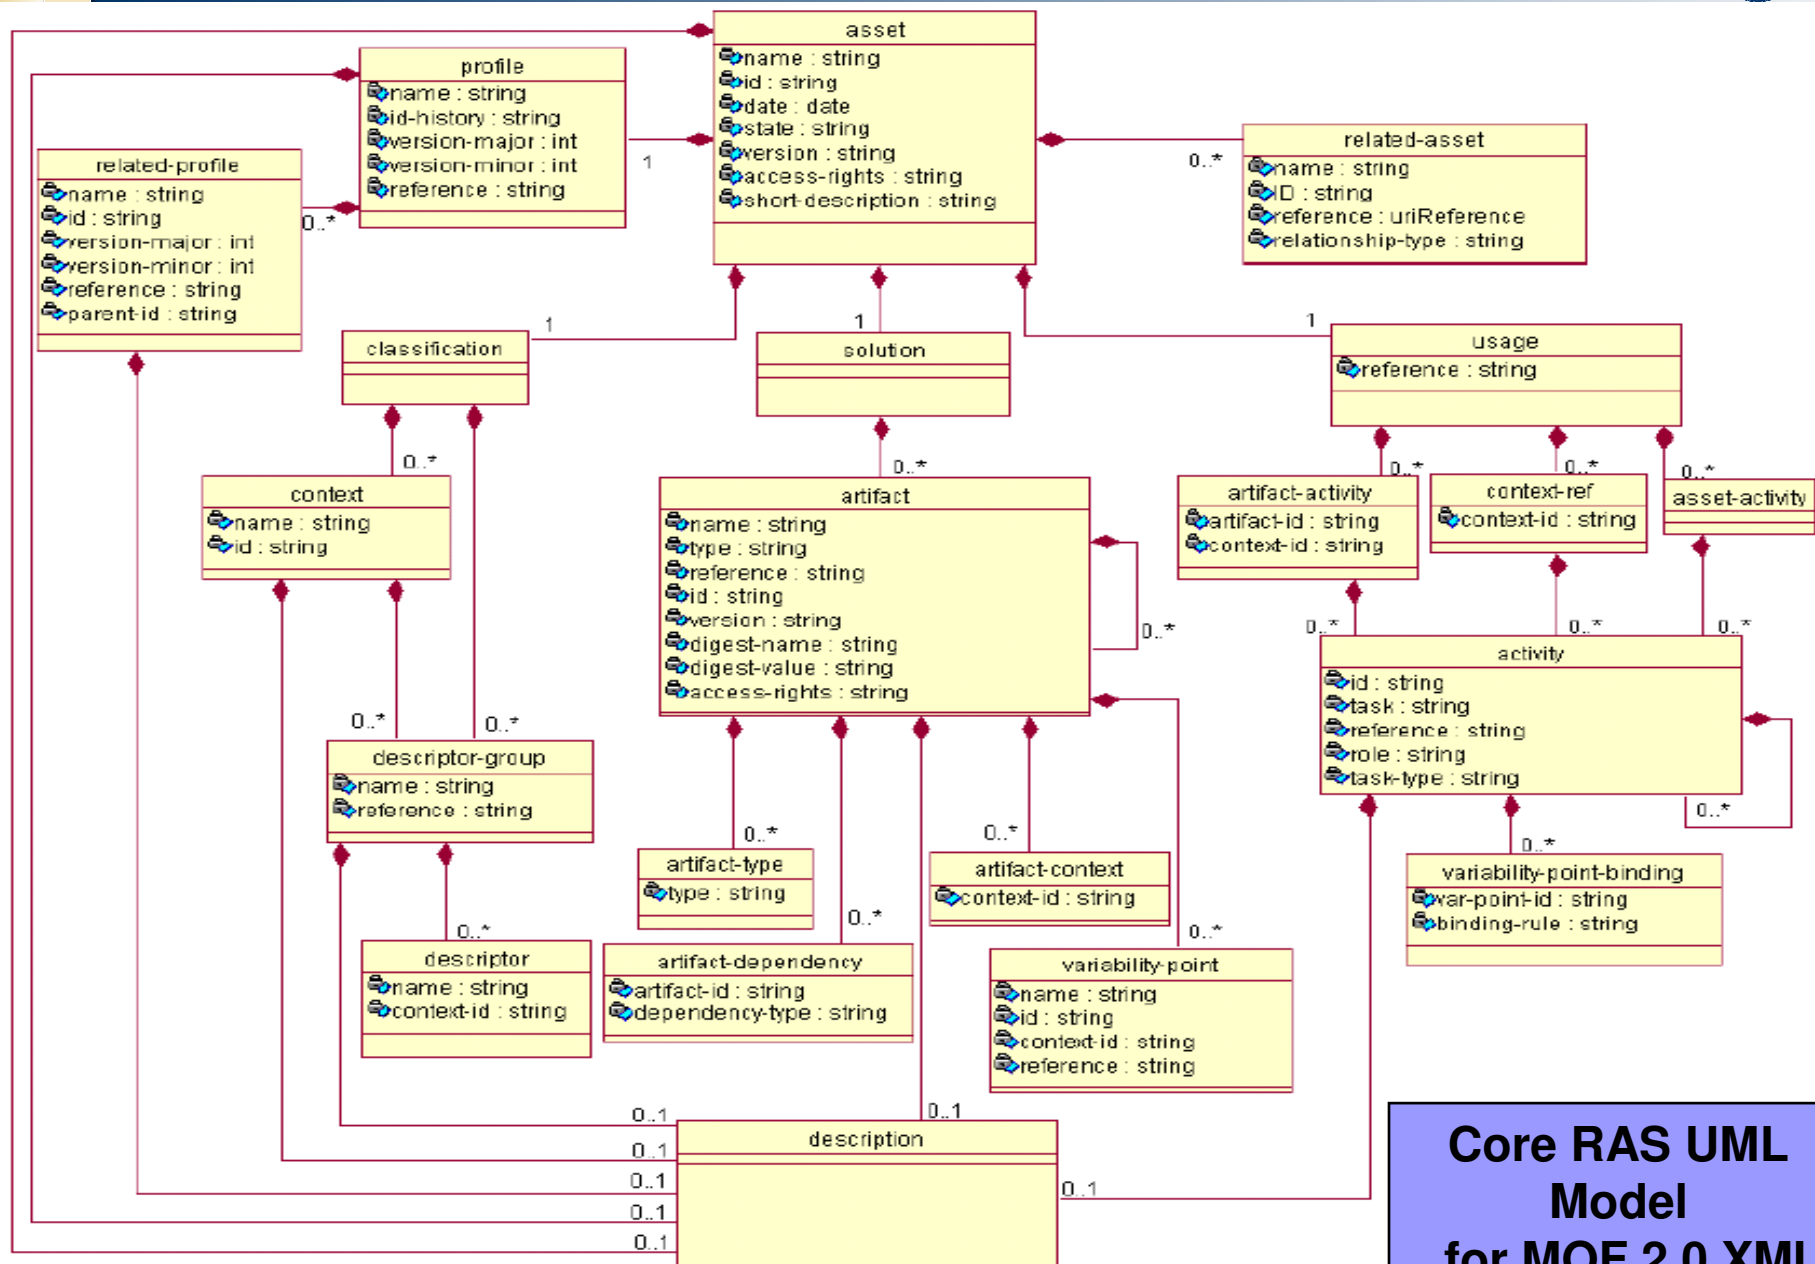 asset
name : string
id : string
date : date
state : string
version : string
access-rights : string
short-description : string
profile
name : string
id-history : string
version-major : int
version-minor : int
reference : string
1
related-asset
name : string
ID : string
reference : uriReference
relationship-type : string
0..*
related-profile
name : string
id : string
version-major : int
version-minor : int
reference : string
parent-id : string
0..*
1
classification
1
solution
1
usage
reference : string
0..*
context
name : string
id : string
0..*
artifact
name : string
type : string
reference : string
id : string
version : string
digest-name : string
digest-value : string
access-rights : string
0..*
0..*
artifact-activity
artifact-id : string
context-id : string
0..*
context-ref
context-id : string
0..*
asset-activity
0..*
0..*
0..*
activity
id : string
task : string
reference : string
role : string
task-type : string
0..*
0..*
0..*
descriptor-group
name : string
reference : string
0..*
artifact-type
type : string
0..*
artifact-context
context-id : string
0..*
variability-point-binding
var-point-id : string
binding-rule : string
0..*
descriptor
name : string
context-id : string
0..*
artifact-dependency
artifact-id : string
dependency-type : string
0..*
variability-point
name : string
id : string
context-id : string
reference : string
0..1
0..1
description
0..1
0..1
0..1
0..1
0..1
Core RAS UML
Model
for MOF 2.0 XMI